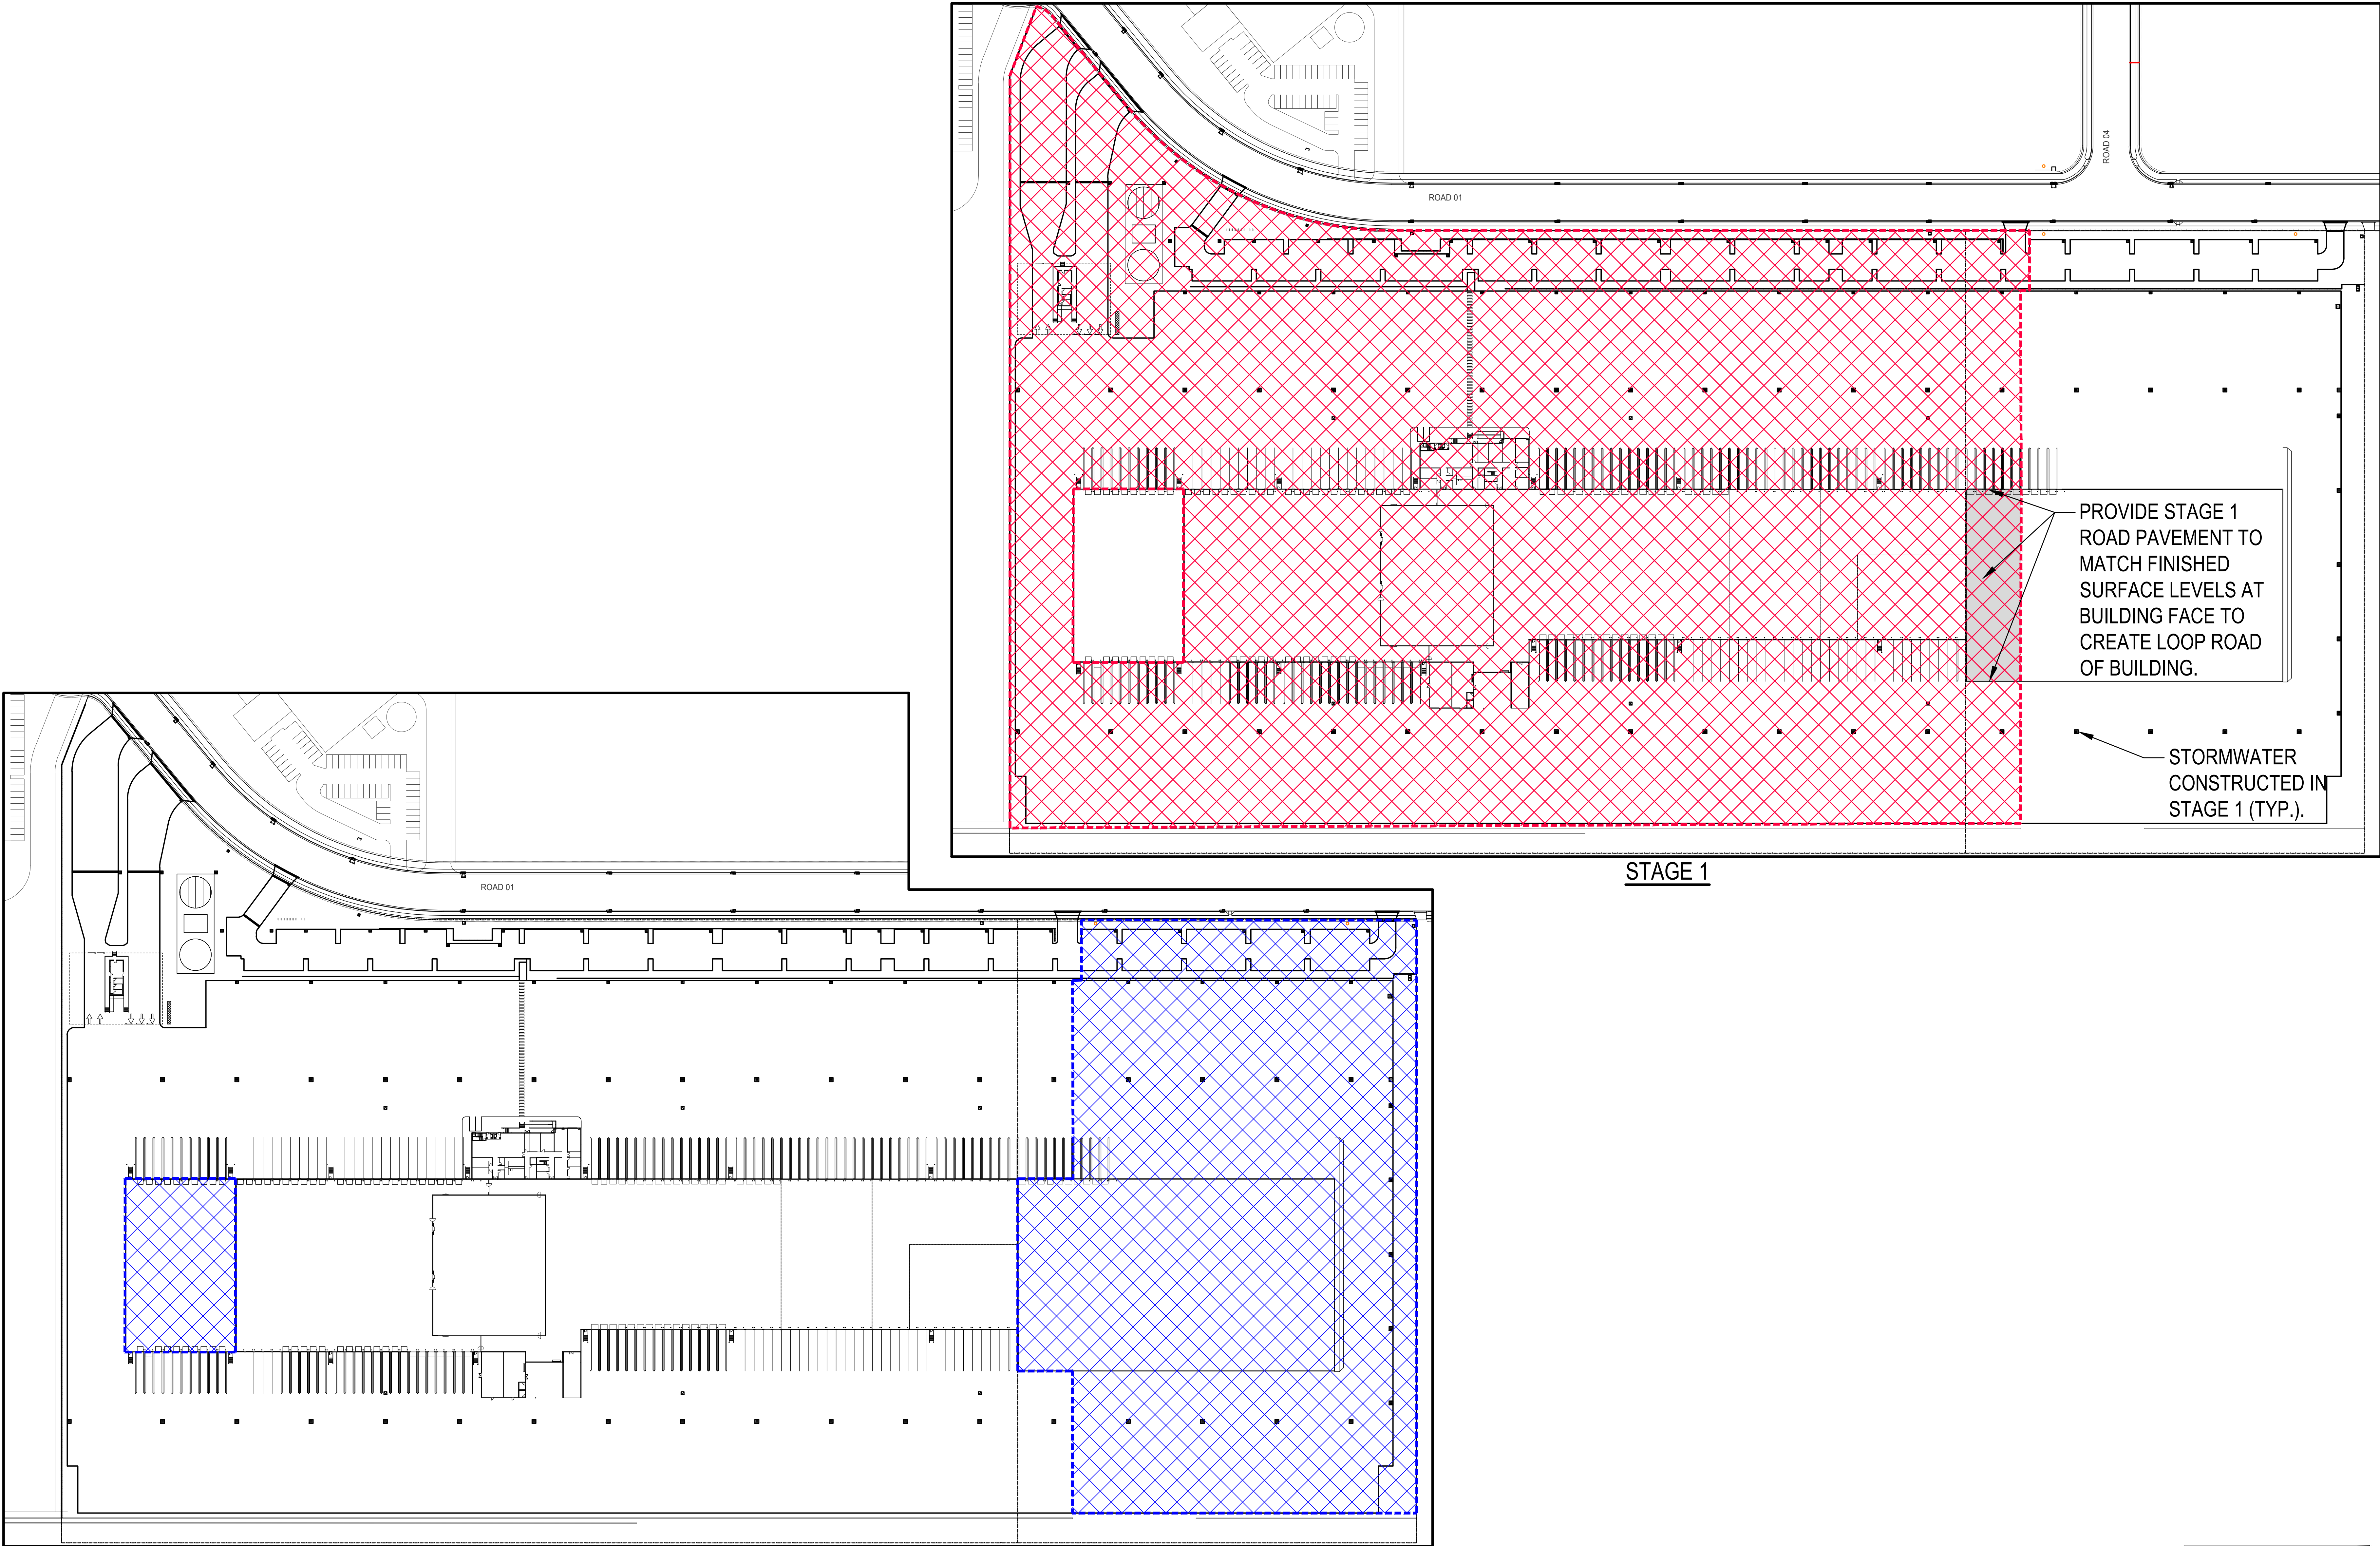 ROAD 04
ROAD 01
PROVIDE STAGE 1
ROAD PAVEMENT TO
MATCH FINISHED
SURFACE LEVELS AT
BUILDING FACE TO
CREATE LOOP ROAD
OF BUILDING.
STORMWATER
CONSTRUCTED IN
STAGE 1 (TYP.).
STAGE 1
ROAD 01